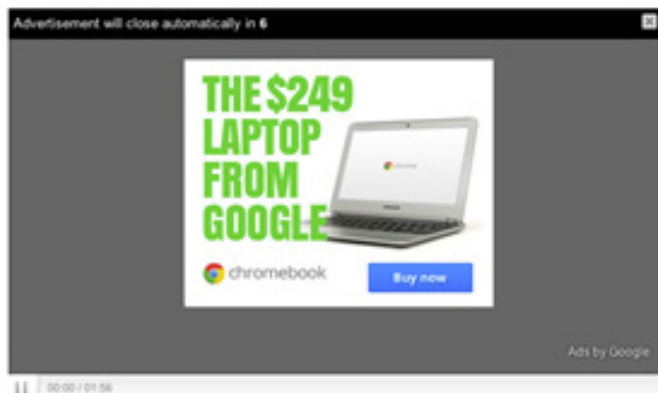 Advertisement will close automatically in 6
THE $249
LAPTOP
FROM
GOOGLE
chrome
chromebook
Buy now
Ads by Google
00:00 / 01:56